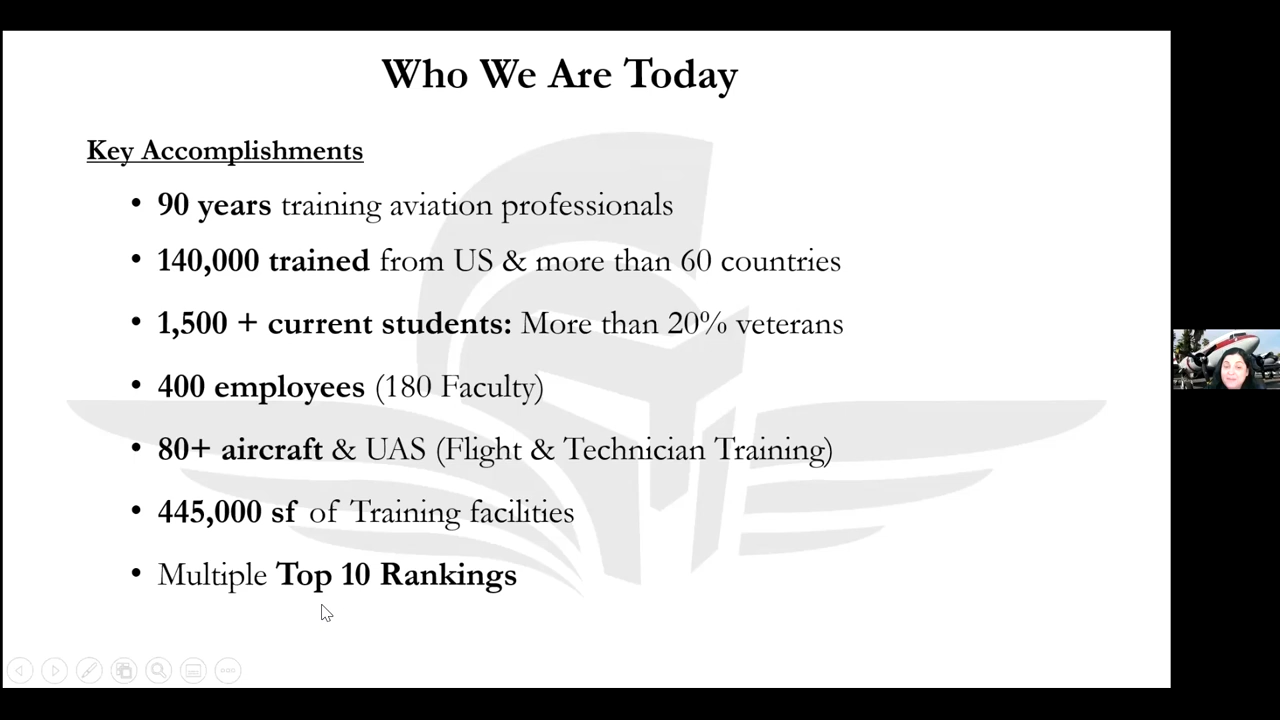 Who We Are Today
Key Accomplishments
• 90 years training aviation professionals
• 140,000 trained from US & more than 60 countries
• 1,500 + current students: More than 20% veterans
• 400 employees (180 Faculty)
• 80+ aircraft & UAS (Flight & Technician Training)
• 445,000 sf of Training facilities
• Multiple Top 10 Rankings